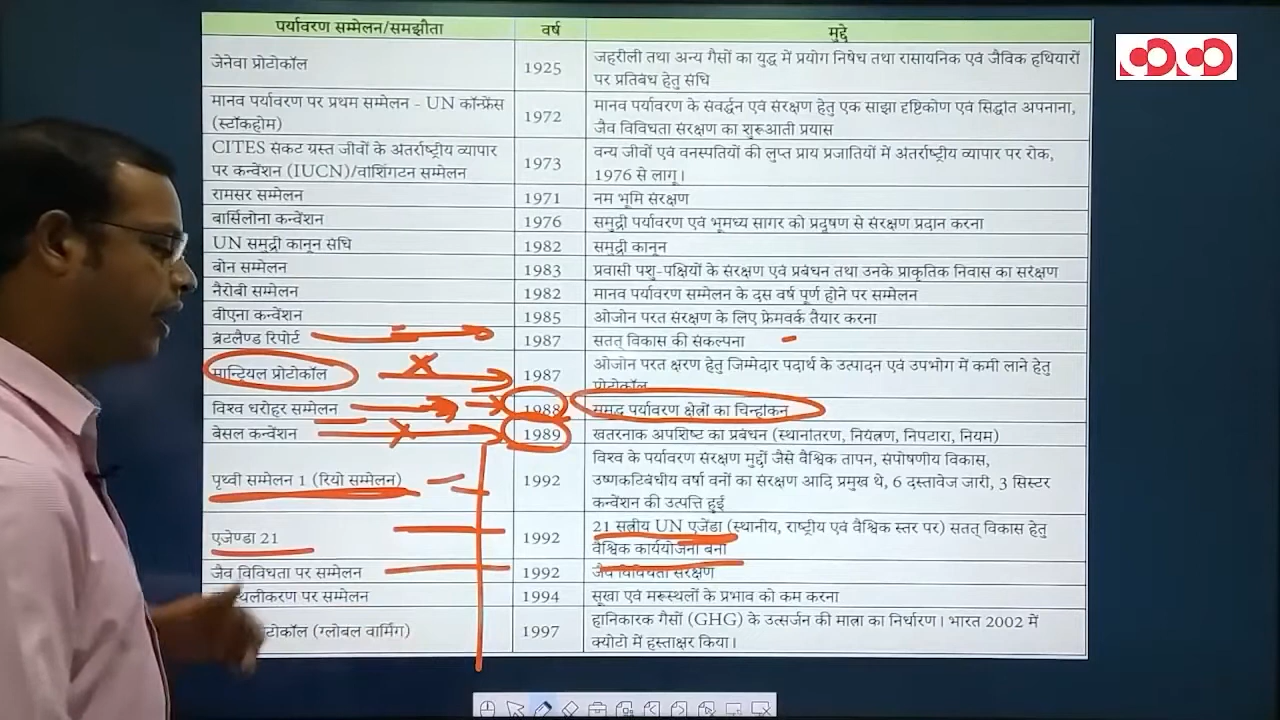 पर्यावरण सम्मेलन/समझौता वर्ष मुद्दे
जेनेवा प्रोटोकॉल 1925 जहरीली तथा अन्य गैसों का युद्ध में प्रयोग निषेध तथा रासायनिक एवं जैविक हथियारों
पर प्रतिबंध हेतु संधि
मानव पर्यावरण पर प्रथम सम्मेलन - UN कॉन्फ्रेंस
(स्टॉकहोम) 1972 मानव पर्यावरण के संवर्द्धन एवं संरक्षण हेतु एक साझा दृष्टिकोण एवं सिद्धांत अपनाना,
जैव विविधता संरक्षण का शुरूआती प्रयास
CITES संकट ग्रस्त जीवों के अंतर्राष्ट्रीय व्यापार
पर कन्वेंशन (IUCN)/वाशिंगटन सम्मेलन 1973 वन्य जीवों एवं वनस्पतियों की लुप्त प्राय प्रजातियों में अंतर्राष्ट्रीय व्यापार पर रोक,
1976 से लागू।
रामसर सम्मेलन 1971 नम भूमि संरक्षण
बार्सिलोना कन्वेंशन 1976 समुद्री पर्यावरण एवं भूमध्य सागर को प्रदुषण से संरक्षण प्रदान करना
UN समुद्री कानून संधि 1982 समुद्री कानून
बोन सम्मेलन 1983 प्रवासी पशु-पक्षियों के संरक्षण एवं प्रबंधन तथा उनके प्राकृतिक निवास का संरक्षण
नैरोबी सम्मेलन 1982 मानव पर्यावरण सम्मेलन के दस वर्ष पूर्ण होने पर सम्मेलन
वीएना कन्वेंशन 1985 ओजोन परत संरक्षण के लिए फ्रेमवर्क तैयार करना
ब्रंटलैण्ड रिपोर्ट 1987 सतत् विकास की संकल्पना
मान्ट्रियल प्रोटोकॉल 1987 ओजोन परत क्षरण हेतु जिम्मेदार पदार्थ के उत्पादन एवं उपभोग में कमी लाने हेतु
प्रोटोकॉल
विश्व धरोहर सम्मेलन 1988 समृद्ध पर्यावरण क्षेत्रों का चिन्हांकन
बेसल कन्वेंशन 1989 खतरनाक अपशिष्ट का प्रबंधन (स्थानांतरण, नियंत्रण, निपटारा, नियम)
पृथ्वी सम्मेलन 1 (रियो सम्मेलन) 1992 विश्व के पर्यावरण संरक्षण मुद्दों जैसे वैश्विक तापन, संपोषणीय विकास,
उष्णकटिबंधीय वर्षा वनों का संरक्षण आदि प्रमुख थे, 6 दस्तावेज जारी, 3 सिस्टर
कन्वेंशन की उत्पत्ति हुई
एजेण्डा 21 1992 21 सत्रीय UN एजेंडा (स्थानीय, राष्ट्रीय एवं वैश्विक स्तर पर) सतत् विकास हेतु
वैश्विक कार्ययोजना बना
जैव विविधता पर सम्मेलन 1992 जैव विविधता संरक्षण
पर सम्मेलन 1994 सूखा एवं मरूस्थलों के प्रभाव को कम करना
(ग्लोबल वार्मिंग) 1997 हानिकारक गैसों (GHG) के उत्सर्जन की मात्रा का निर्धारण। भारत 2002 में
क्योटो में हस्ताक्षर किया।